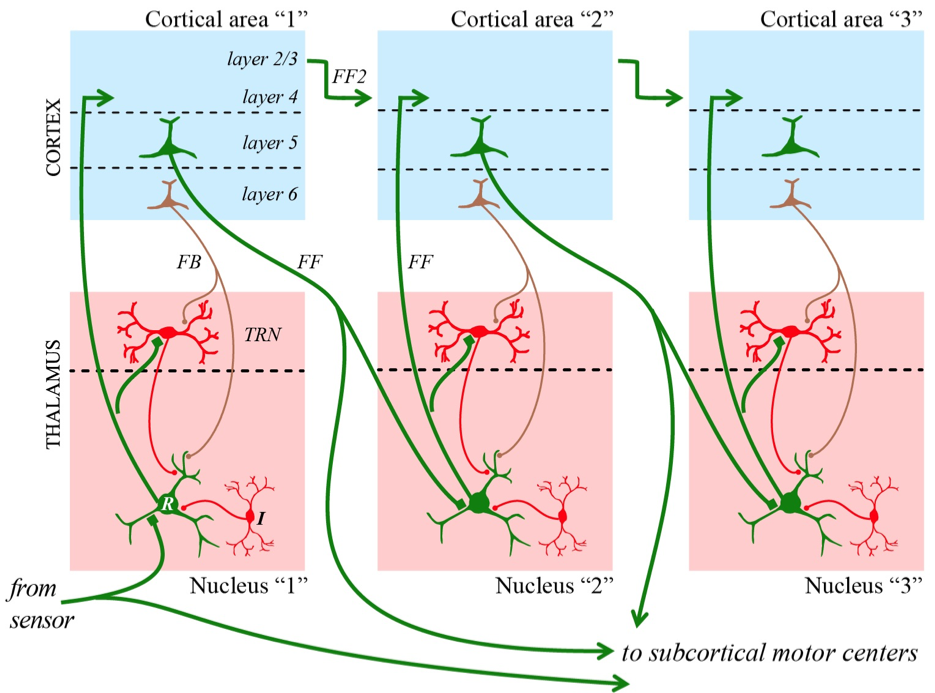 Cortical area “1”
Cortical area “2”
Cortical area “3”
CORTEX
layer 2/3
layer 4
layer 5
layer 6
FF2
FB
FF
FF
THALAMUS
TRN
R
I
Nucleus “1”
Nucleus “2”
Nucleus “3”
from
sensor
to subcortical motor centers